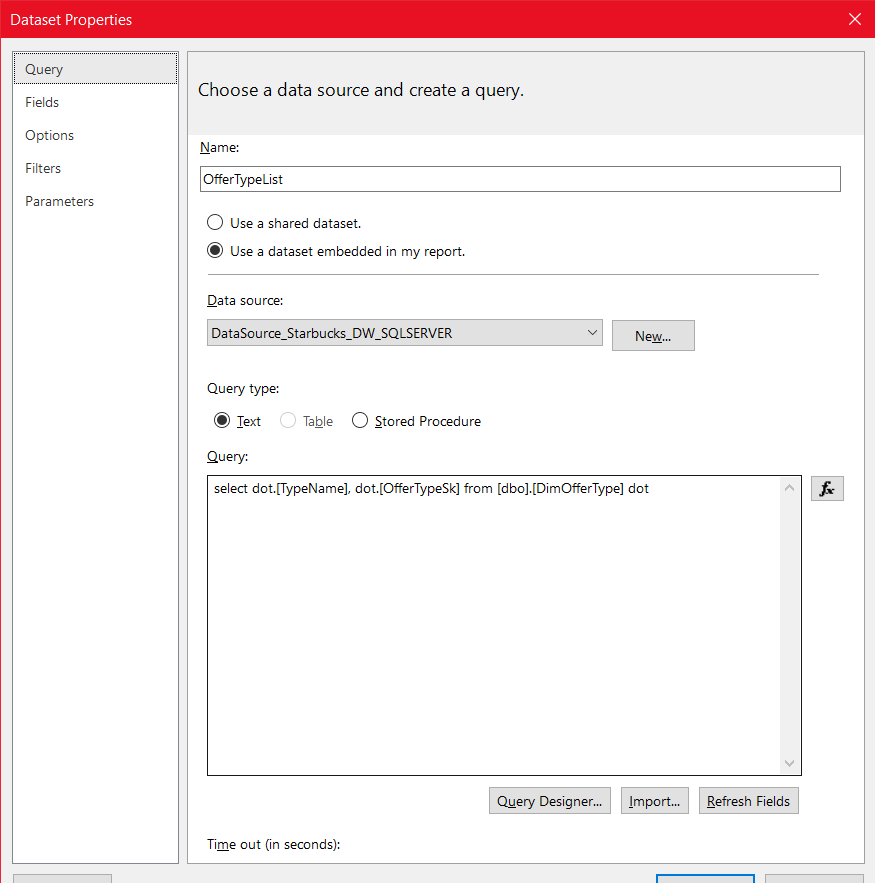 Dataset Properties
Query
Fields
Options
Filters
Parameters
Choose a data source and create a query.
Name:
OfferTypeList
Use a shared dataset.
Use a dataset embedded in my report.
Data source:
DataSource_Starbucks_DW_SQLSERVER
New...
Query type:
Text Table Stored Procedure
Query:
select dot.[TypeName], dot.[OfferTypeSk] from [dbo].[DimOfferType] dot
fx
Query Designer... Import... Refresh Fields
Time out (in seconds):